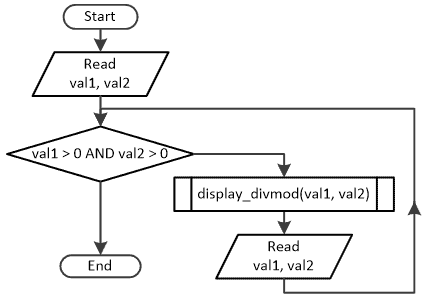 Start
Read
val1, val2
val1 > 0 AND val2 > 0
display_divmod(val1, val2)
Read
val1, val2
End